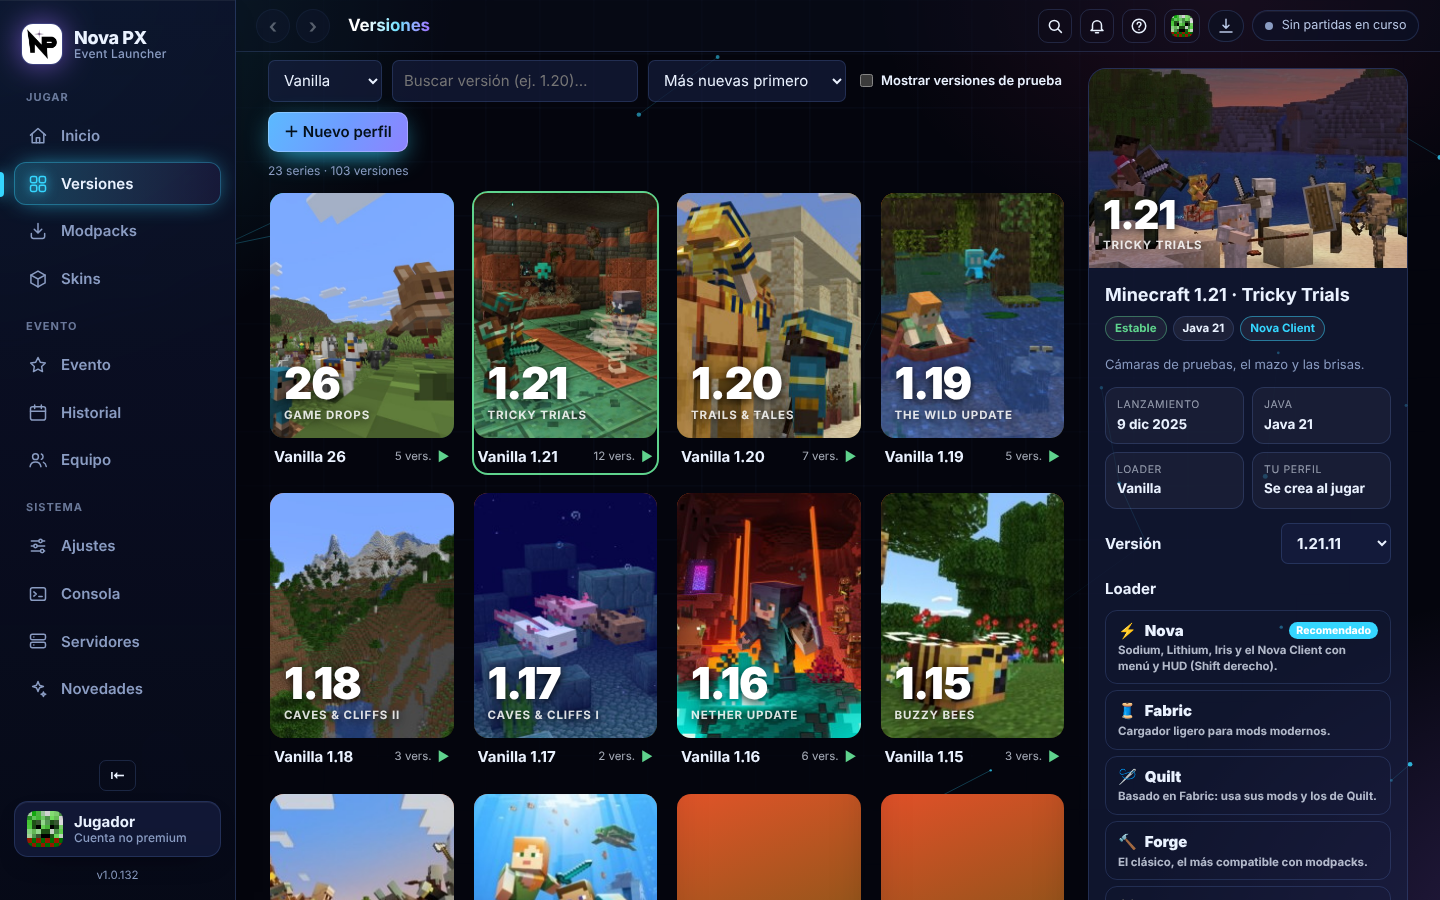 Nova PX
Event Launcher
JUGAR
Inicio
Versiones
Modpacks
Skins
EVENTO
Evento
Historial
Equipo
SISTEMA
Ajustes
Consola
Servidores
Novedades
Jugador
Cuenta no premium
v1.0.132
Versiones
Sin partidas en curso
Vanilla
Buscar versión (ej. 1.20)...
Más nuevas primero
Mostrar versiones de prueba
+ Nuevo perfil
23 series · 103 versiones
26
GAME DROPS
Vanilla 26
5 vers.
1.21
TRICKY TRIALS
Vanilla 1.21
12 vers.
1.20
TRAILS & TALES
Vanilla 1.20
7 vers.
1.19
THE WILD UPDATE
Vanilla 1.19
5 vers.
1.18
CAVES & CLIFFS II
Vanilla 1.18
3 vers.
1.17
CAVES & CLIFFS I
Vanilla 1.17
2 vers.
1.16
NETHER UPDATE
Vanilla 1.16
6 vers.
1.15
BUZZY BEES
Vanilla 1.15
3 vers.
1.21
TRICKY TRIALS
Minecraft 1.21 · Tricky Trials
Estable
Java 21
Nova Client
Cámaras de pruebas, el mazo y las brisas.
LANZAMIENTO
9 dic 2025
JAVA
Java 21
LOADER
Vanilla
TU PERFIL
Se crea al jugar
Versión
1.21.11
Loader
Nova
Recomendado
Sodium, Lithium, Iris y el Nova Client con
menú y HUD (Shift derecho).
Fabric
Cargador ligero para mods modernos.
Quilt
Basado en Fabric: usa sus mods y los de Quilt.
Forge
El clásico, el más compatible con modpacks.